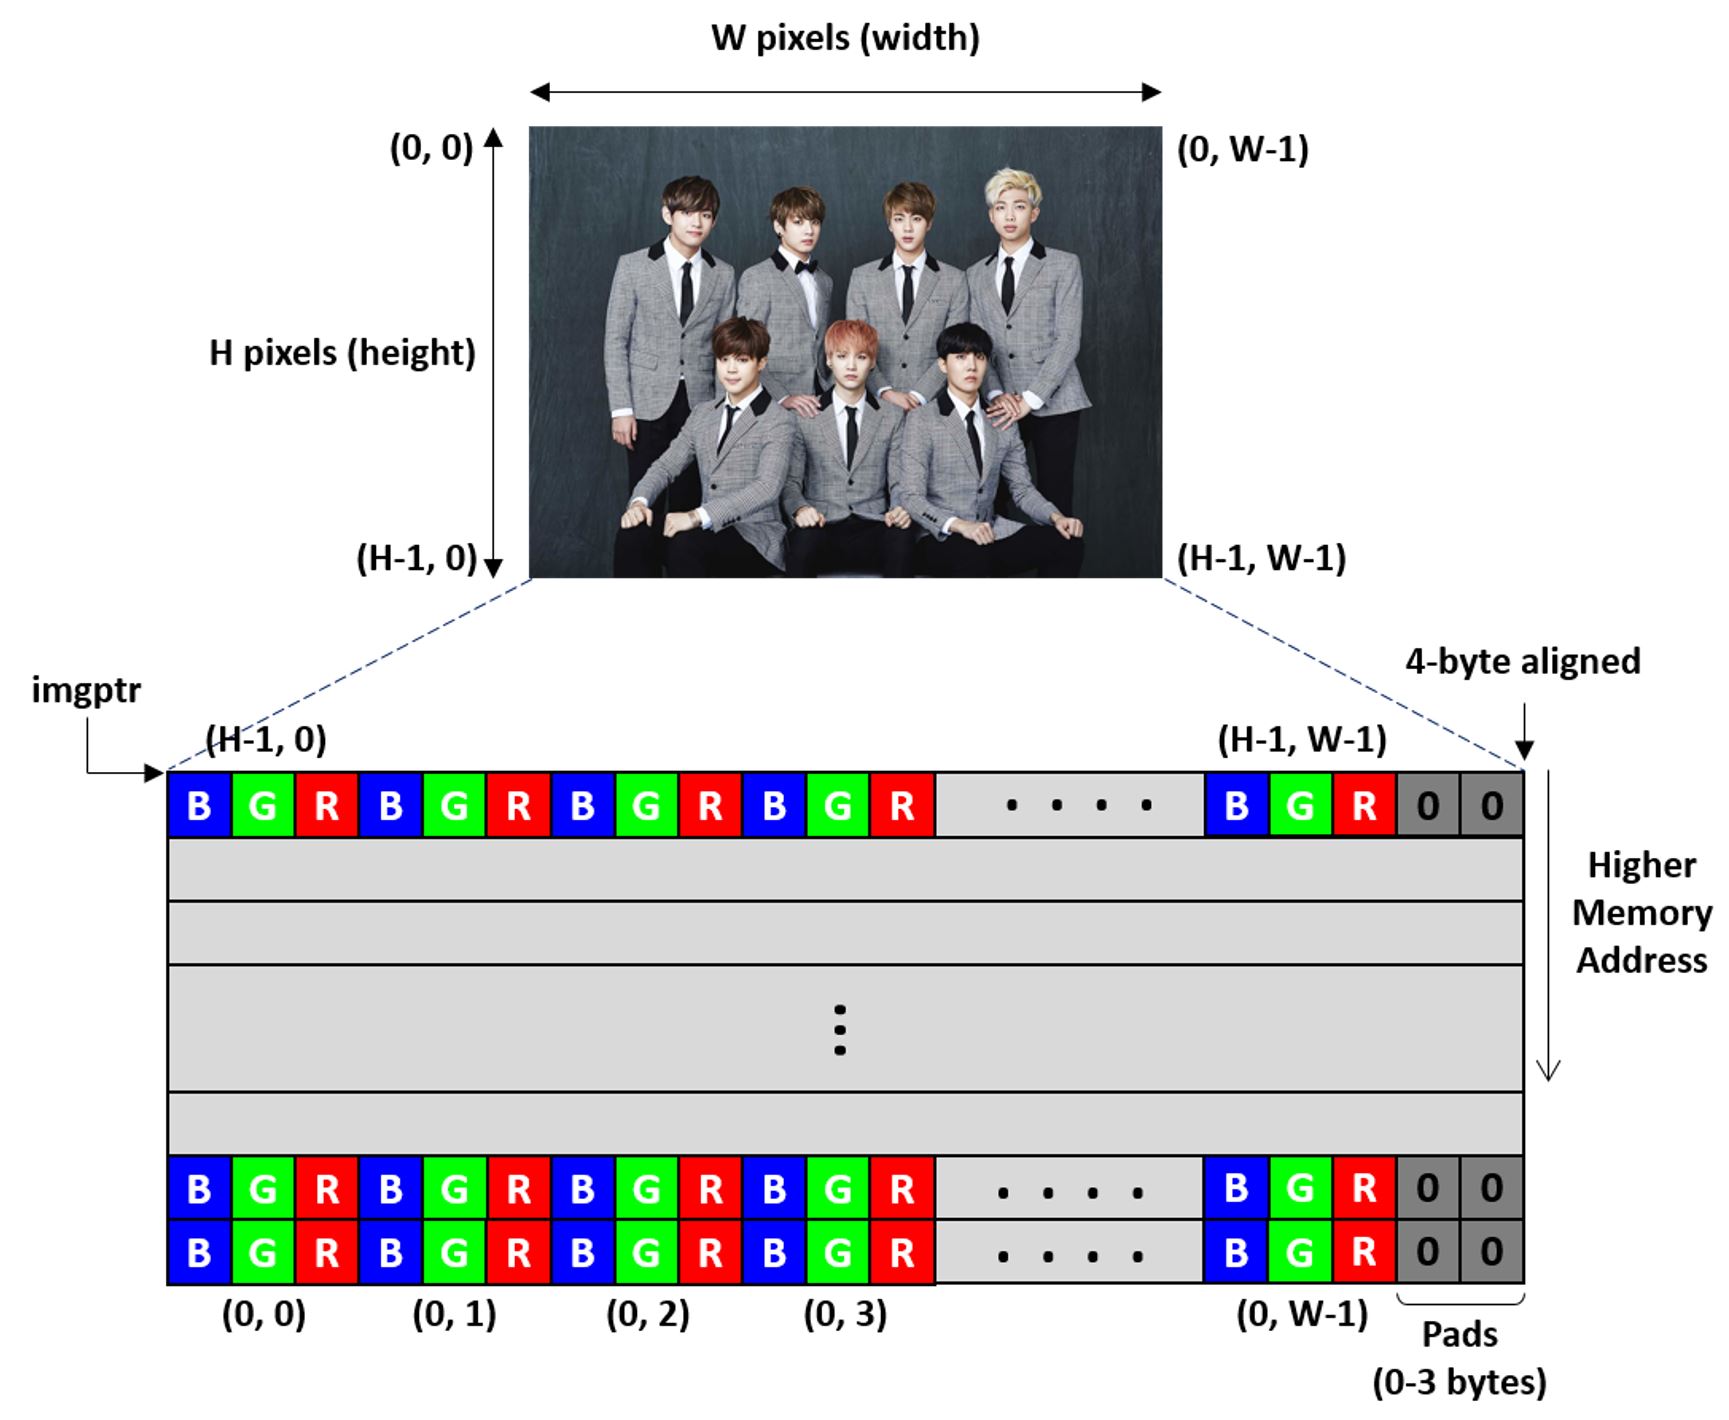 W pixels (width)
(0, 0)
(0, W-1)
H pixels (height)
(H-1, 0)
(H-1, W-1)
4-byte aligned
imgptr
(H-1, 0)
(H-1, W-1)
B G R B G R B G R B G R . . . . B G R 0 0
Higher
Memory
Address
B G R B G R B G R B G R . . . . B G R 0 0
B G R B G R B G R B G R . . . . B G R 0 0
(0, 0) (0, 1) (0, 2) (0, 3) (0, W-1)
Pads
(0-3 bytes)